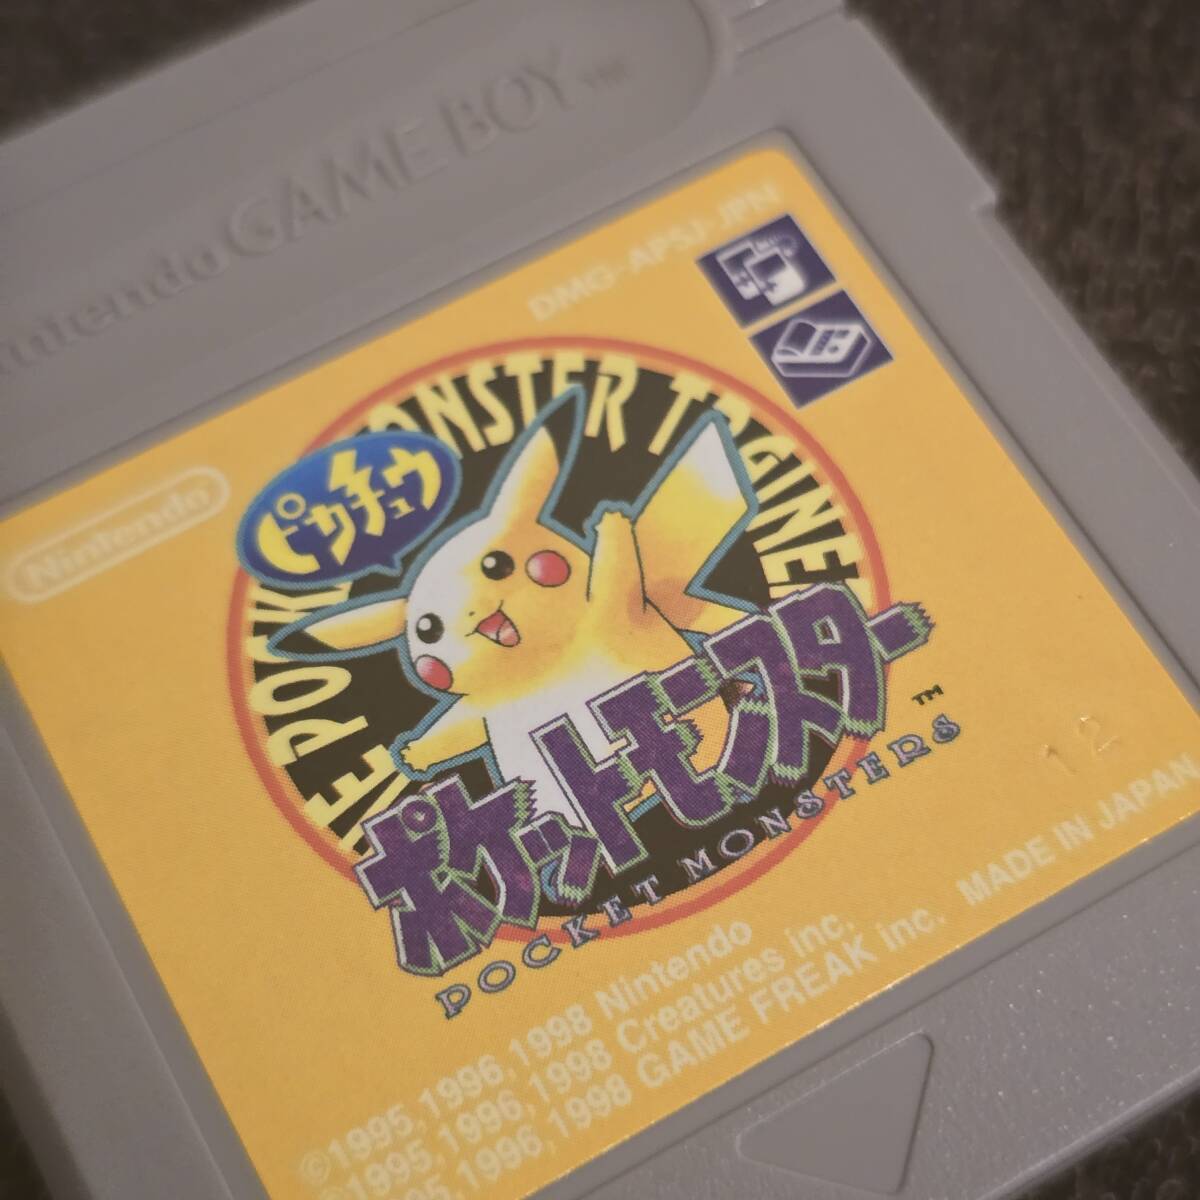 Nintendo GAME BOY™
DMG-APSJ-JPN
Nintendo
POCKET MONSTER TRAINER
ピカチュウ
ポケットモンスター
™
POCKET MONSTERS
12
©1995,1996,1998 Nintendo
©1995,1996,1998 Creatures inc.
1995,1996,1998 GAME FREAK inc. MADE IN JAPAN